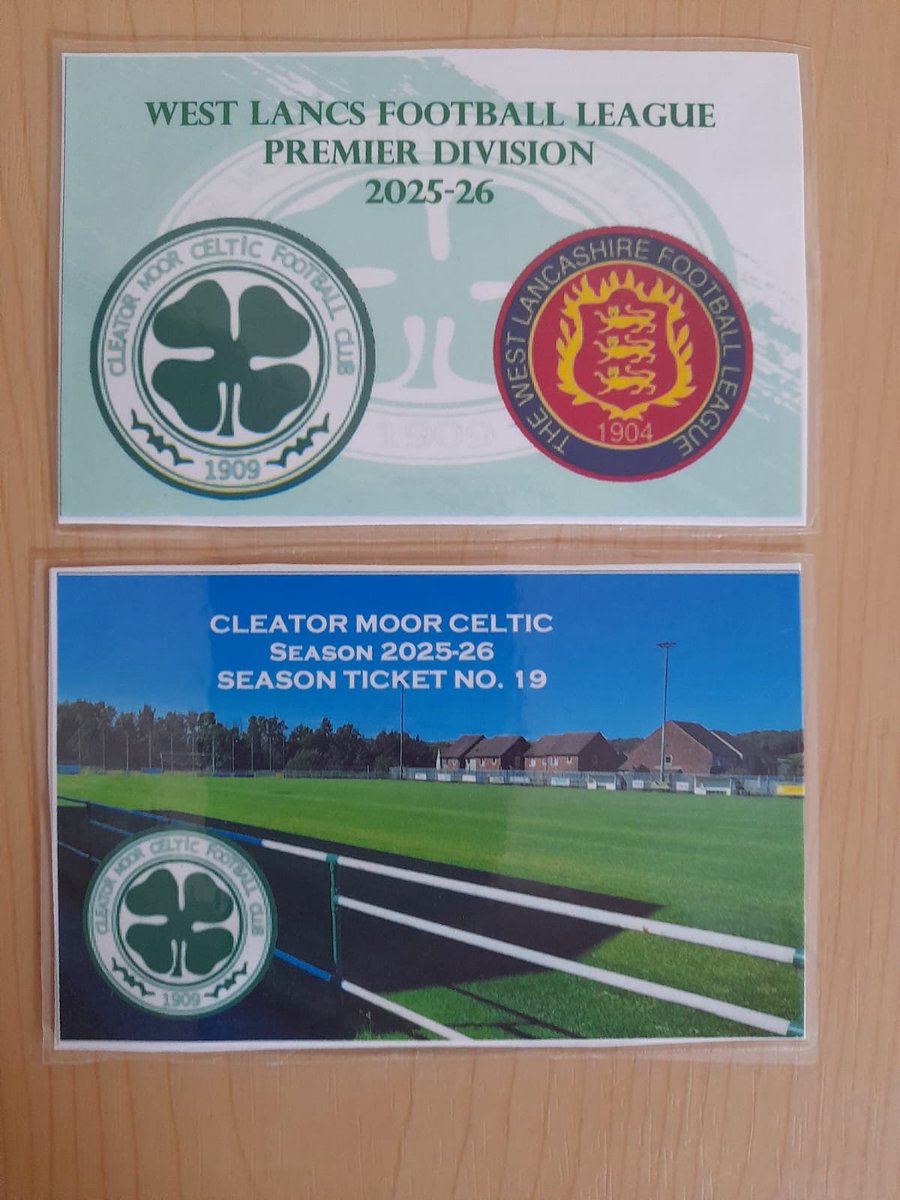 WEST LANCS FOOTBALL LEAGUE
PREMIER DIVISION
2025-26
CLEATOR MOOR CELTIC FOOTBALL CLUB
1909
THE WEST LANCASHIRE FOOTBALL LEAGUE
1904
CLEATOR MOOR CELTIC
SEASON 2025-26
SEASON TICKET NO. 19
CLEATOR MOOR CELTIC FOOTBALL CLUB
1909